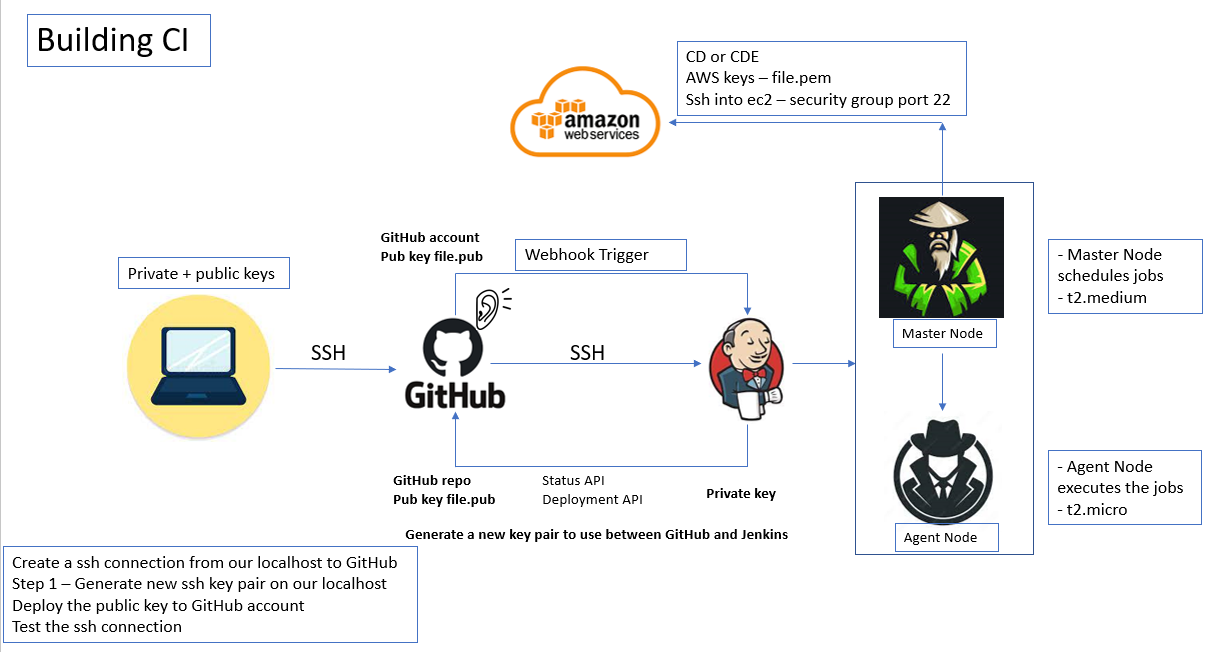 Building CI
CD or CDE
AWS keys – file.pem
Ssh into ec2 – security group port 22
amazon
webservices
GitHub account
Pub key file.pub
Webhook Trigger
Private + public keys
- Master Node
schedules jobs
- t2.medium
Master Node
SSH
SSH
GitHub
GitHub repo
Pub key file.pub
Status API
Deployment API
Private key
- Agent Node
executes the jobs
- t2.micro
Generate a new key pair to use between GitHub and Jenkins
Agent Node
Create a ssh connection from our localhost to GitHub
Step 1 – Generate new ssh key pair on our localhost
Deploy the public key to GitHub account
Test the ssh connection